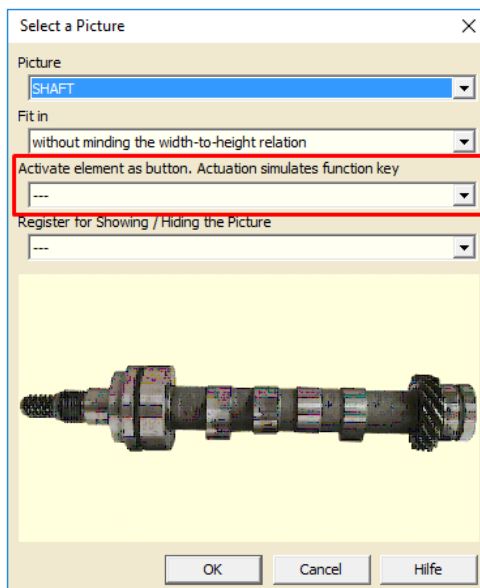 Select a Picture
Picture
SHAFT
Fit in
without minding the width-to-height relation
Activate element as button. Actuation simulates function key
---
Register for Showing / Hiding the Picture
---
OK Cancel Hilfe